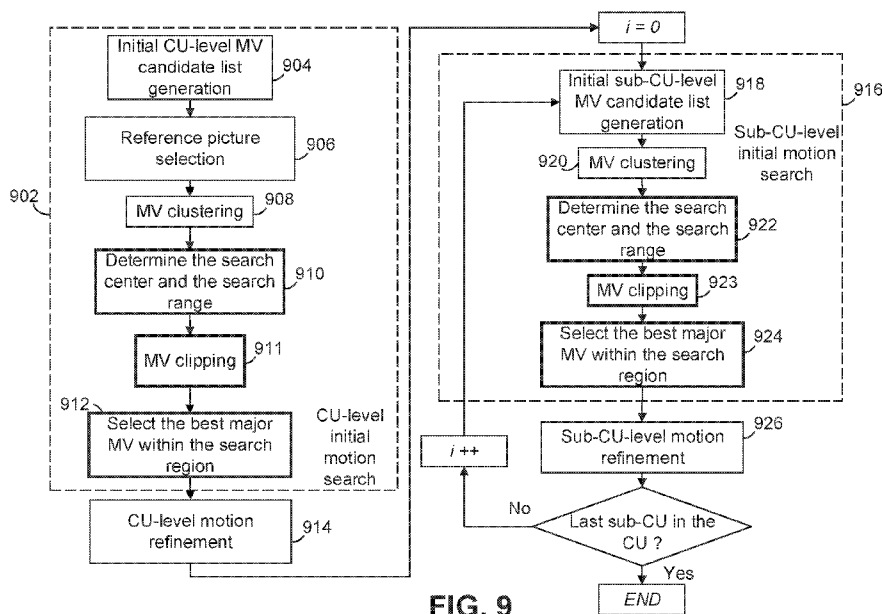 Initial CU-level MV
candidate list
generation
904
Reference picture
selection
906
902
MV clustering
908
Determine the search
center and the search
range
910
MV clipping
911
912
Select the best major
MV within the search
region
CU-level
initial
motion
search
CU-level motion
refinement
914
i = 0
Initial sub-CU-level
MV candidate list
generation
918
916
Sub-CU-level
initial motion
search
920
MV clustering
Determine the search
center and the search
range
922
MV clipping
923
Select the best major
MV within the search
region
924
926
Sub-CU-level motion
refinement
i ++
No
Last sub-CU in the
CU ?
Yes
END
FIG. 9